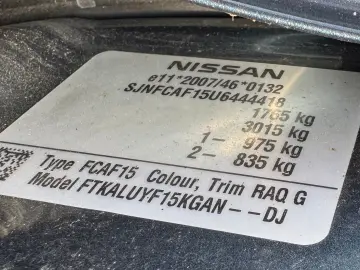 NISSAN
e11*2007/46*0132
SJNFCAF15U6444418
1765 kg
3015 kg
1- 975 kg
2- 835 kg
Type FCAF15 Colour, Trim RAQ G
Model FTKALUYF15KGAN--DJ